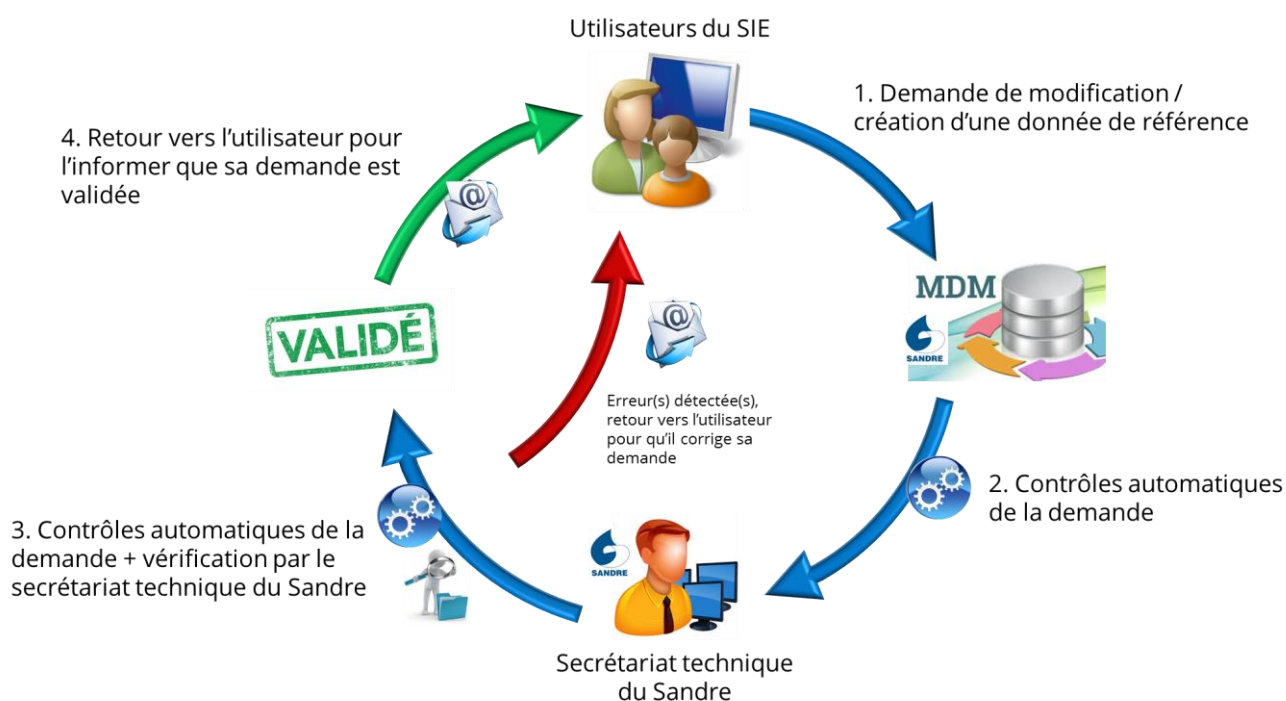 Utilisateurs du SIE
1. Demande de modification /
création d’une donnée de référence
4. Retour vers l’utilisateur pour
l’informer que sa demande est
validée
@
MDM
SANDRE
@
VALIDÉ
Erreur(s) détectée(s),
retour vers l’utilisateur
pour qu’il corrige sa
demande
2. Contrôles automatiques
de la demande
3. Contrôles automatiques de la
demande + vérification par le
secrétariat technique du Sandre
SANDRE
Secrétariat technique
du Sandre